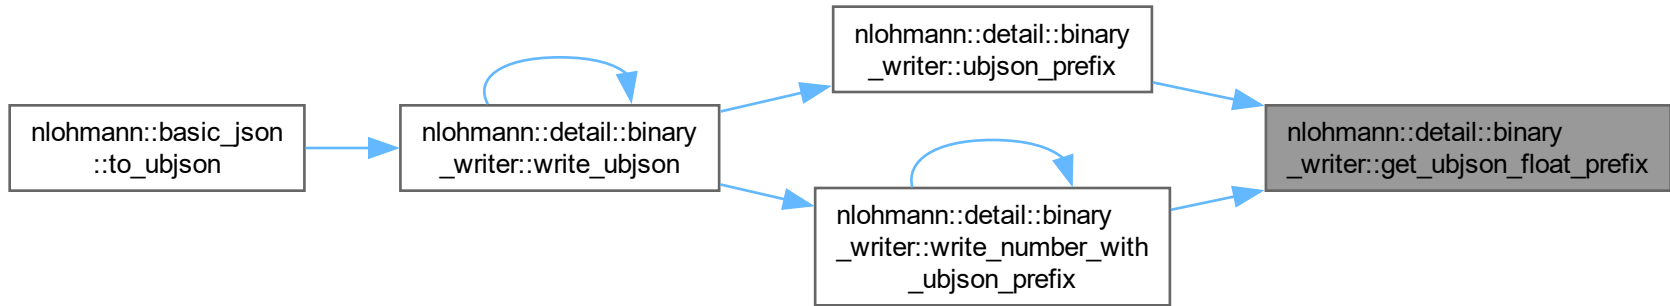 nlohmann::basic_json
::to_ubjson
nlohmann::detail::binary
_writer::write_ubjson
nlohmann::detail::binary
_writer::ubjson_prefix
nlohmann::detail::binary
_writer::write_number_with
_ubjson_prefix
nlohmann::detail::binary
_writer::get_ubjson_float_prefix